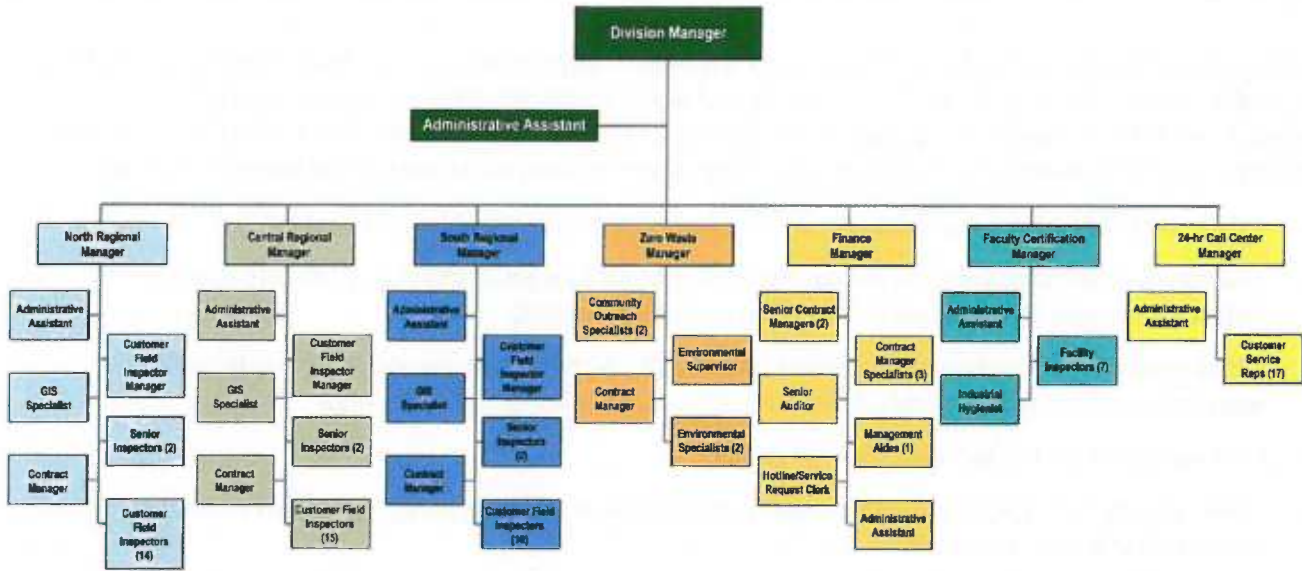 Division Manager
Administrative Assistant
North Regional
Manager
Central Regional
Manager
South Regional
Manager
Zero Waste
Manager
Finance
Manager
Faculty Certification
Manager
24-hr Call Center
Manager
Administrative
Assistant
Customer
Field
Inspector
Manager
GIS
Specialist
Senior
Inspectors (2)
Contract
Manager
Customer
Field
Inspectors
(14)
Administrative
Assistant
Customer
Field
Inspector
Manager
GIS
Specialist
Senior
Inspectors (2)
Contract
Manager
Customer Field
Inspectors
(15)
Administrative
Assistant
Customer
Field
Inspector
Manager
GIS
Specialist
Senior
Inspectors
Contract
Manager
Customer Field
Inspectors
Community
Outreach
Specialists (2)
Environmental
Supervisor
Contract
Manager
Environmental
Specialists (2)
Senior Contract
Managers (2)
Contract
Manager
Specialists (3)
Senior
Auditor
Management
Aides (1)
Hotline/Service
Request Clerk
Administrative
Assistant
Administrative
Assistant
Facility
Inspectors (7)
Industrial
Hygienist
Administrative
Assistant
Customer
Service
Reps (17)